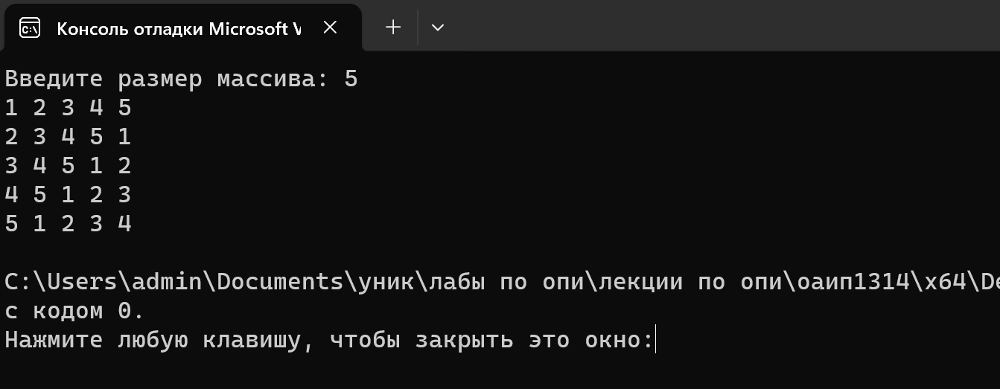 Консоль отладки Microsoft V
Введите размер массива: 5
1 2 3 4 5
2 3 4 5 1
3 4 5 1 2
4 5 1 2 3
5 1 2 3 4
C:\Users\admin\Documents\уник\лабы по опи\лекции по опи\оаип1314\x64\De
с кодом 0.
Нажмите любую клавишу, чтобы закрыть это окно: